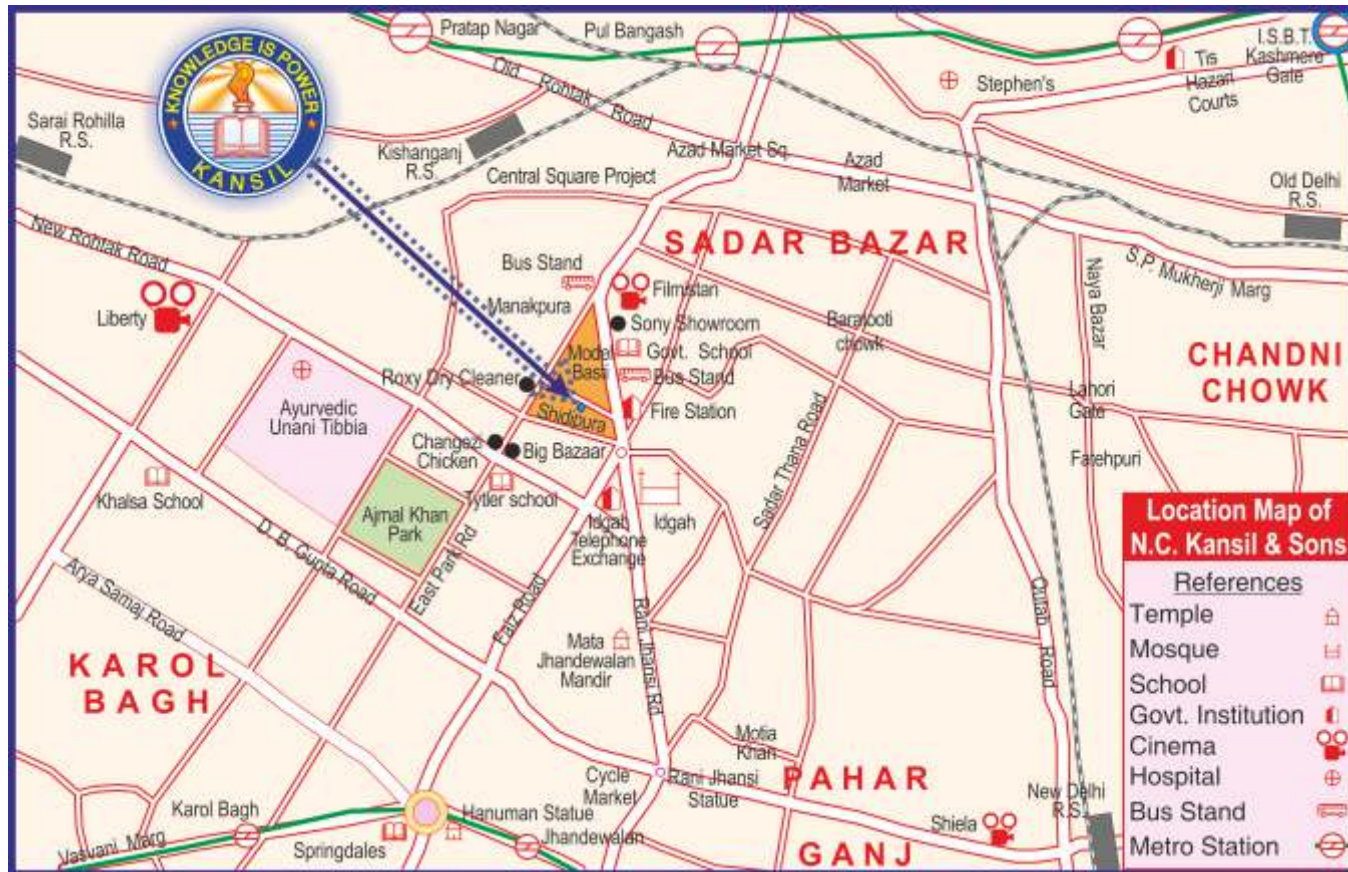 KNOWLEDGE IS POWER
KANSIL
Pratap Nagar
Pul Bangash
I.S.B.T.
Kashmere
Gate
Tis
Hazari
Courts
Stephen's
Old Rohtak Road
Sarai Rohilla
R.S.
Kishanganj
R.S.
Azad Market Sq.
Azad
Market
Central Square Project
Old Delhi
R.S.
New Rohtak Road
SADAR BAZAR
S.P. Mukherji Marg
Naya Bazar
Bus Stand
Manakpura
Filmistan
Liberty
Sony Showroom
Baratooti
chowk
Model
Basti
Govt. School
CHANDNI
CHOWK
Roxy Dry Cleaner
Bus Stand
Lahori
Gate
Shidipura
Fire Station
Ayurvedic
Unani Tibbia
Changezi
Chicken
Big Bazaar
Fatehpuri
Sadar Thana Road
Khalsa School
Tytler school
Ajmal Khan
Park
Idgah
Telephone
Exchange
Idgah
D. B. Gupta Road
East Park Rd
Faiz Road
Rani Jhansi Rd.
Qutab Road
Arya Samaj Road
Mata
Jhandewalan
Mandir
KAROL
BAGH
Motia
Khan
Cycle
Market
Rani Jhansi
Statue
PAHAR
GANJ
New Delhi
R.S.
Karol Bagh
Hanuman Statue
Shiela
Vasvani Marg
Springdales
Jhandewalan
Location Map of
N.C. Kansil & Sons
References
Temple
Mosque
School
Govt. Institution
Cinema
Hospital
Bus Stand
Metro Station